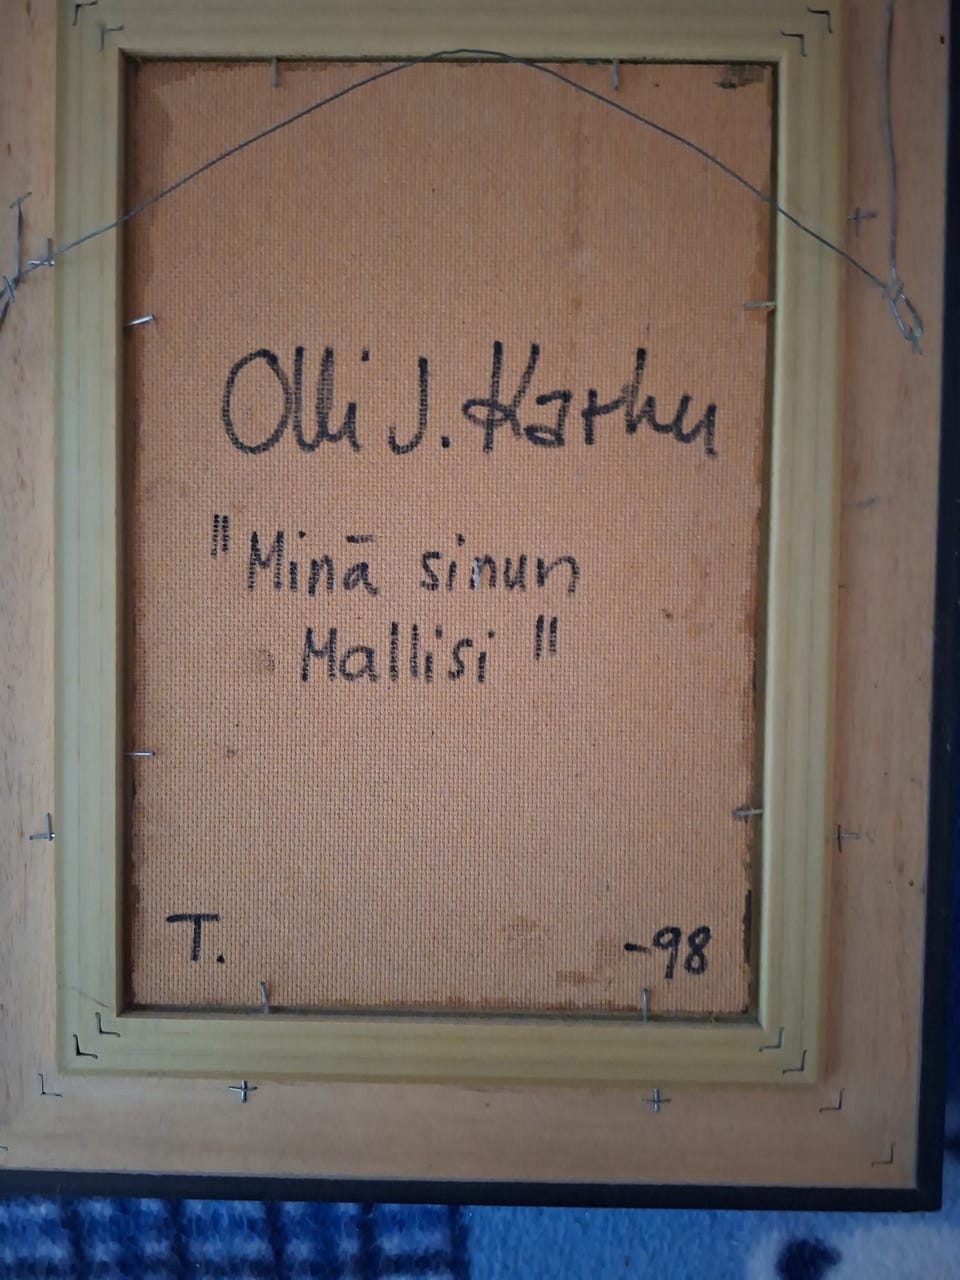 Olli J. Karhu
"Minä sinun
Mallisi"
T. -98